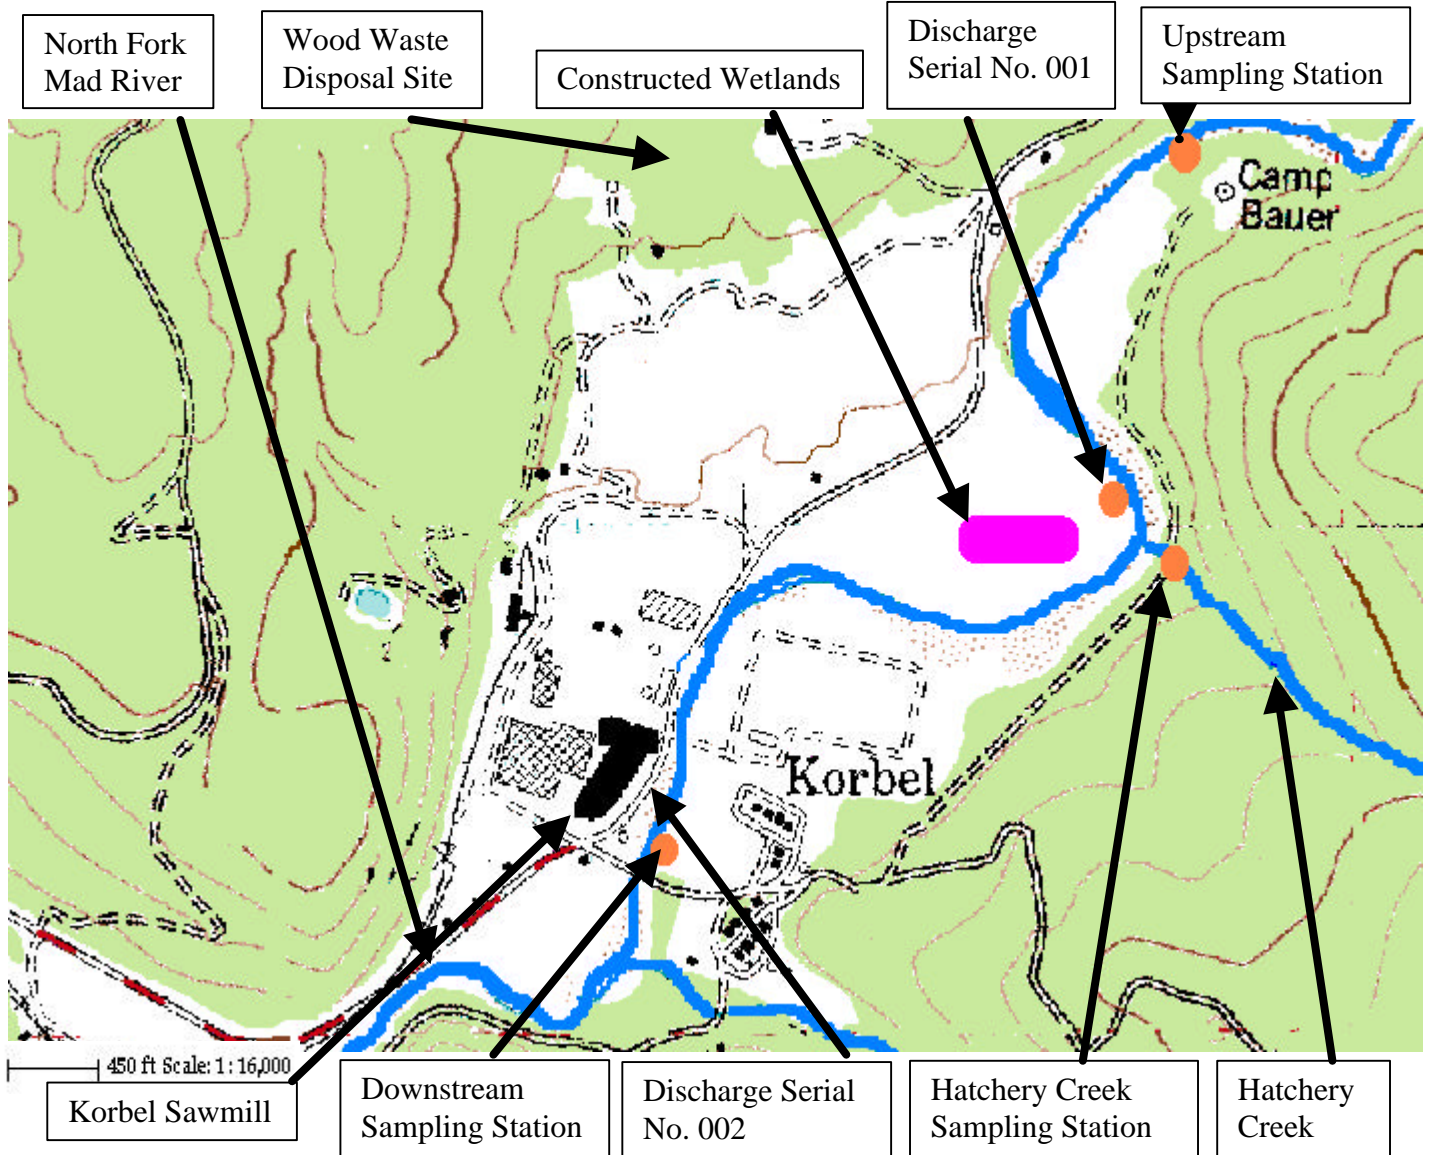 North Fork
Mad River
Wood Waste
Disposal Site
Constructed Wetlands
Discharge
Serial No. 001
Upstream
Sampling Station
Camp
Bauer
Korbel
450 ft Scale: 1 : 16,000
Korbel Sawmill
Downstream
Sampling Station
Discharge Serial
No. 002
Hatchery Creek
Sampling Station
Hatchery
Creek